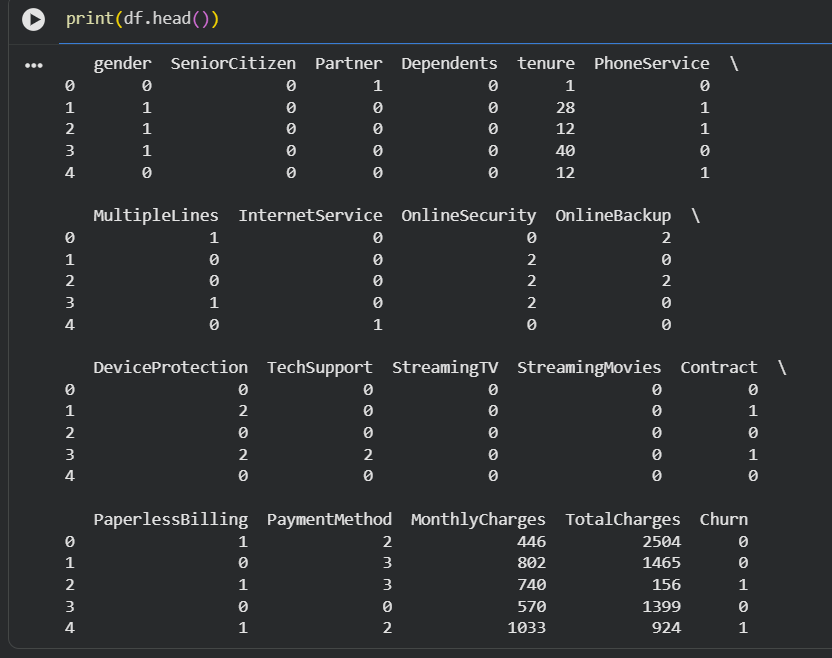 print(df.head())
gender SeniorCitizen Partner Dependents tenure PhoneService \
0 0 0 1 0 1 0
1 1 0 0 0 28 1
2 1 0 0 0 12 1
3 1 0 0 0 40 0
4 0 0 0 0 12 1
MultipleLines InternetService OnlineSecurity OnlineBackup \
0 1 0 0 2
1 0 0 2 0
2 0 0 2 2
3 1 0 2 0
4 0 1 0 0
DeviceProtection TechSupport StreamingTV StreamingMovies Contract \
0 0 0 0 0 0
1 2 0 0 0 1
2 0 0 0 0 0
3 2 2 0 0 1
4 0 0 0 0 0
PaperlessBilling PaymentMethod MonthlyCharges TotalCharges Churn
0 1 2 446 2504 0
1 0 3 802 1465 0
2 1 3 740 156 1
3 0 0 570 1399 0
4 1 2 1033 924 1